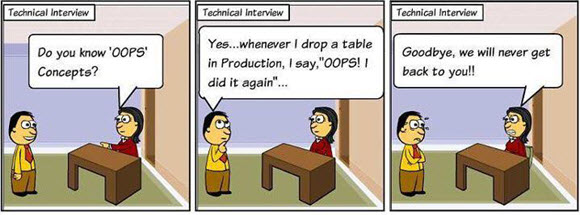 Technical Interview
Do you know 'OOPS'
Concepts?
Technical Interview
Yes...whenever I drop a table
in Production, I say,"OOPS! I
did it again"...
Technical Interview
Goodbye, we will never get
back to you!!